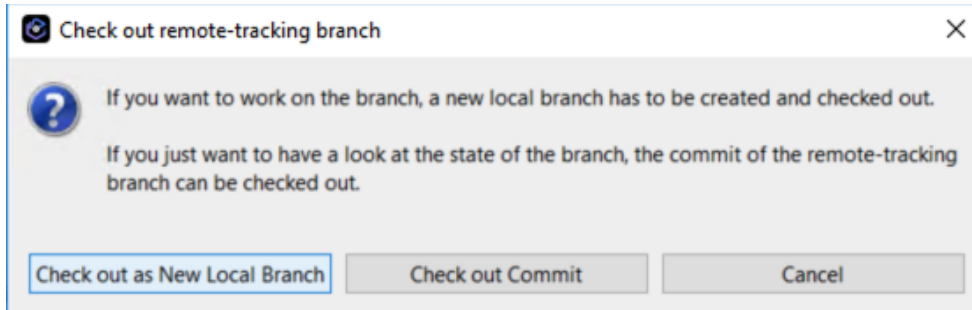 Check out remote-tracking branch
If you want to work on the branch, a new local branch has to be created and checked out.
If you just want to have a look at the state of the branch, the commit of the remote-tracking
branch can be checked out.
Check out as New Local Branch Check out Commit Cancel